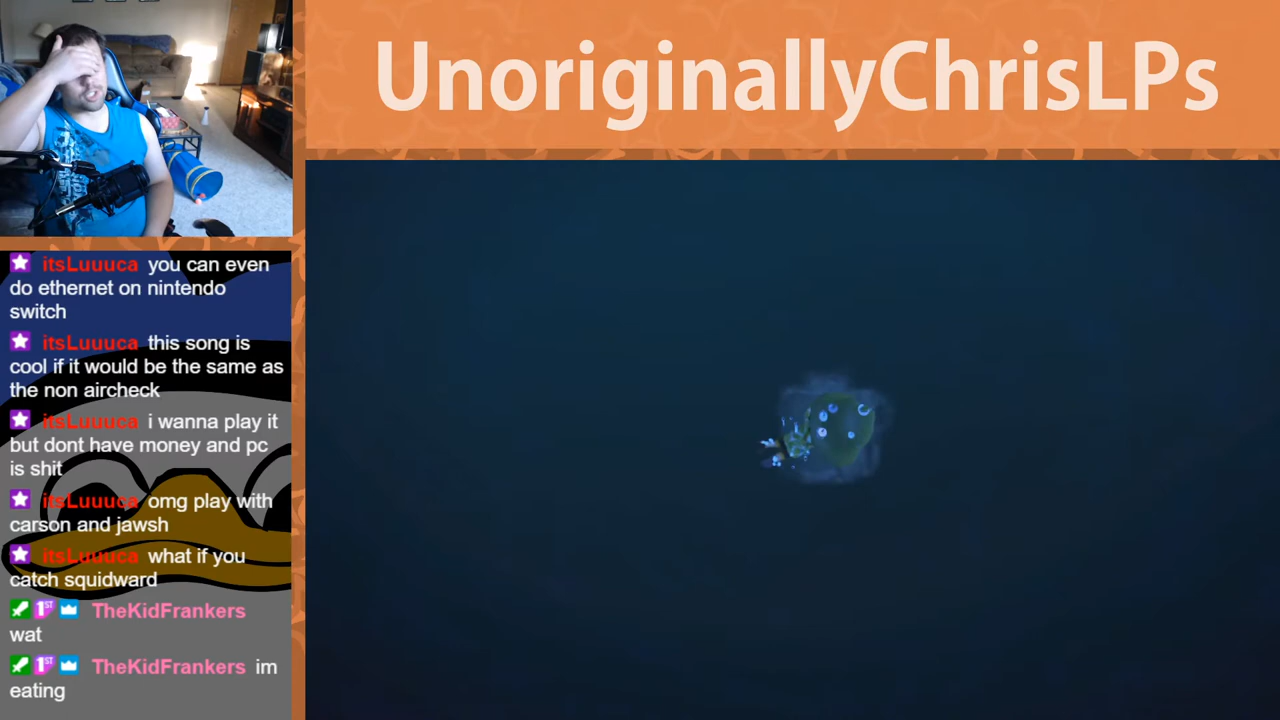 UnoriginallyChrisLPs
itsLuuuca you can even
do ethernet on nintendo
switch
itsLuuuca this song is
cool if it would be the same as
the non aircheck
itsLuuuca i wanna play it
but dont have money and pc
is shit
itsLuuuca omg play with
carson and jawsh
itsLuuuca what if you
catch squidward
1ST TheKidFrankers
wat
1ST TheKidFrankers im
eating